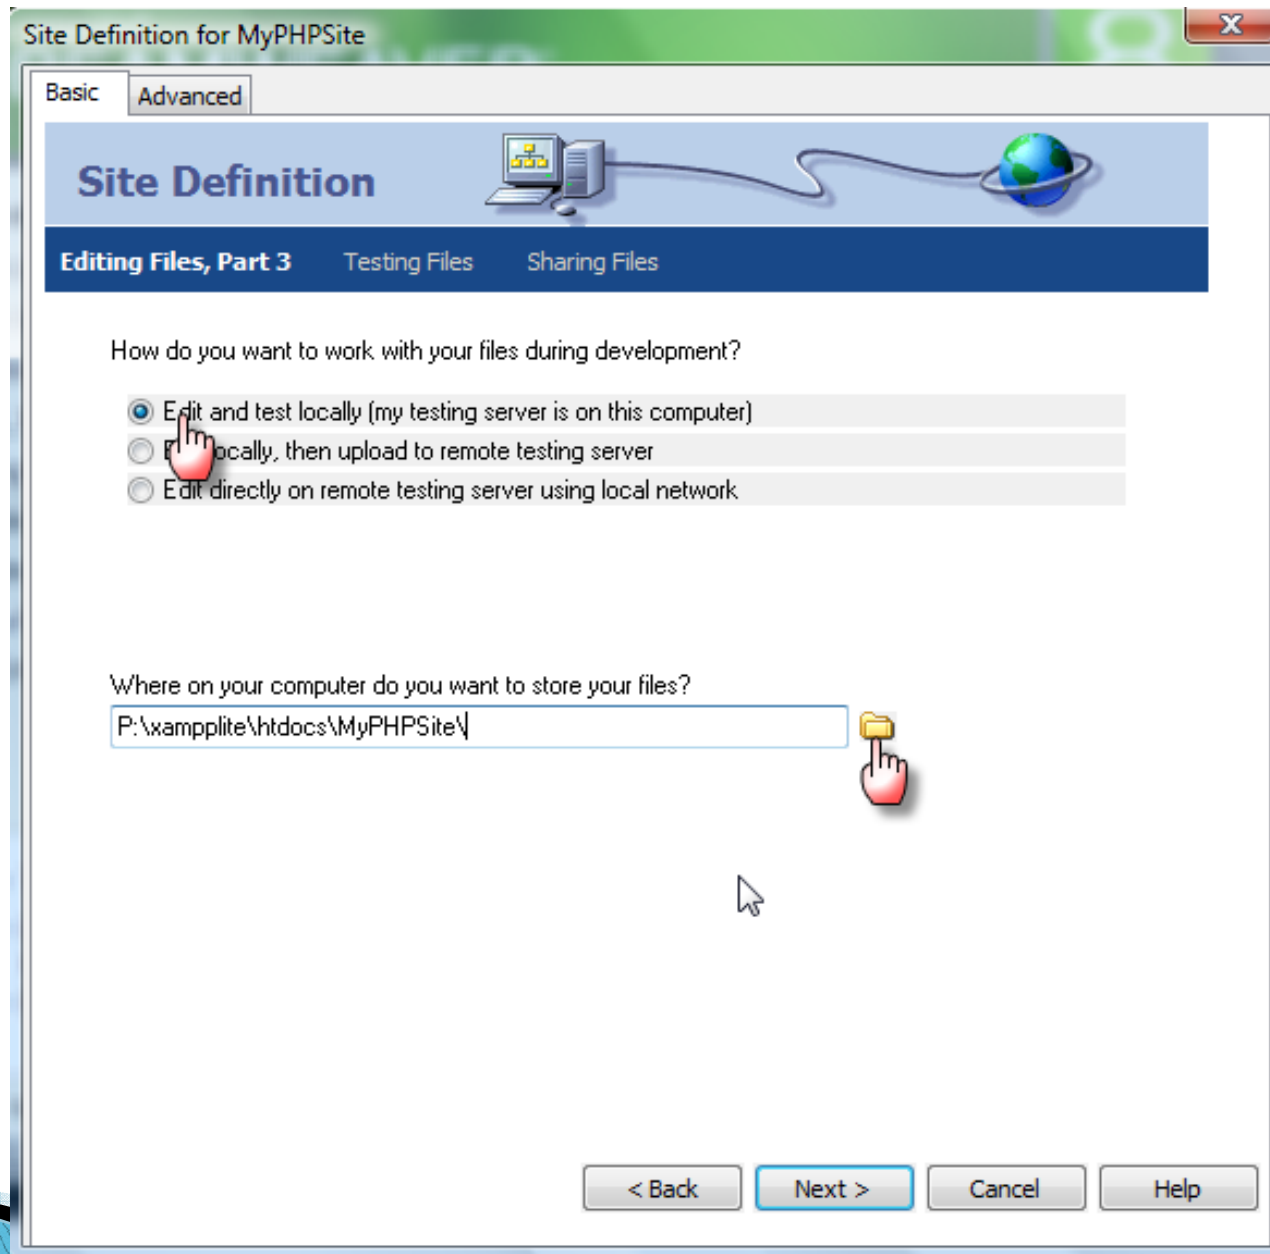 Site Definition for MyPHPSite
Basic Advanced
Site Definition
Editing Files, Part 3 Testing Files Sharing Files
How do you want to work with your files during development?
Edit and test locally (my testing server is on this computer)
locally, then upload to remote testing server
Edit directly on remote testing server using local network
Where on your computer do you want to store your files?
P:\xampplite\htdocs\MyPHPSite\
< Back Next > Cancel Help